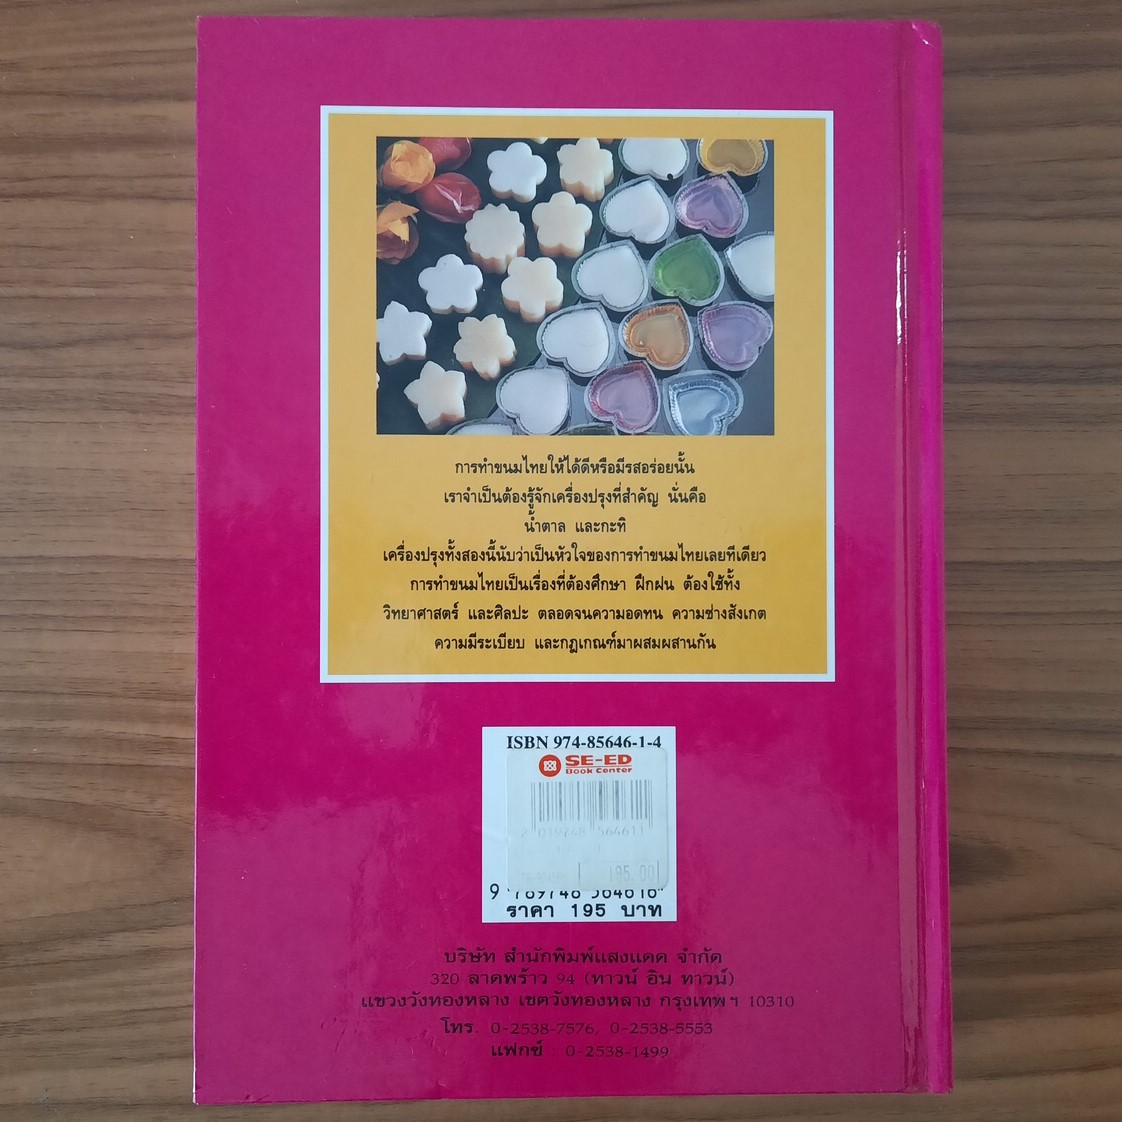 การทำขนมไทยให้ได้ดีหรือมีรสอร่อยนั้น
เราจำเป็นต้องรู้จักเครื่องปรุงที่สำคัญ นั่นคือ
น้ำตาล และกะทิ
เครื่องปรุงทั้งสองนี้นับว่าเป็นหัวใจของการทำขนมไทยเลยทีเดียว
การทำขนมไทยเป็นเรื่องที่ต้องศึกษา ฝึกฝน ต้องใช้ทั้ง
วิทยาศาสตร์ และศิลปะ ตลอดจนความอดทน ความช่างสังเกต
ความมีระเบียบ และกฎเกณฑ์มาผสมผสานกัน
ISBN 974-85646-1-4
SE-ED
Book Center
2 019748 564611
195.00
9 789748 564616
ราคา 195 บาท
บริษัท สำนักพิมพ์แสงแดด จำกัด
320 ลาดพร้าว 94 (ทาวน์ อิน ทาวน์)
แขวงวังทองหลาง เขตวังทองหลาง กรุงเทพฯ 10310
โทร. 0-2538-7576, 0-2538-5553
แฟกซ์ : 0-2538-1499